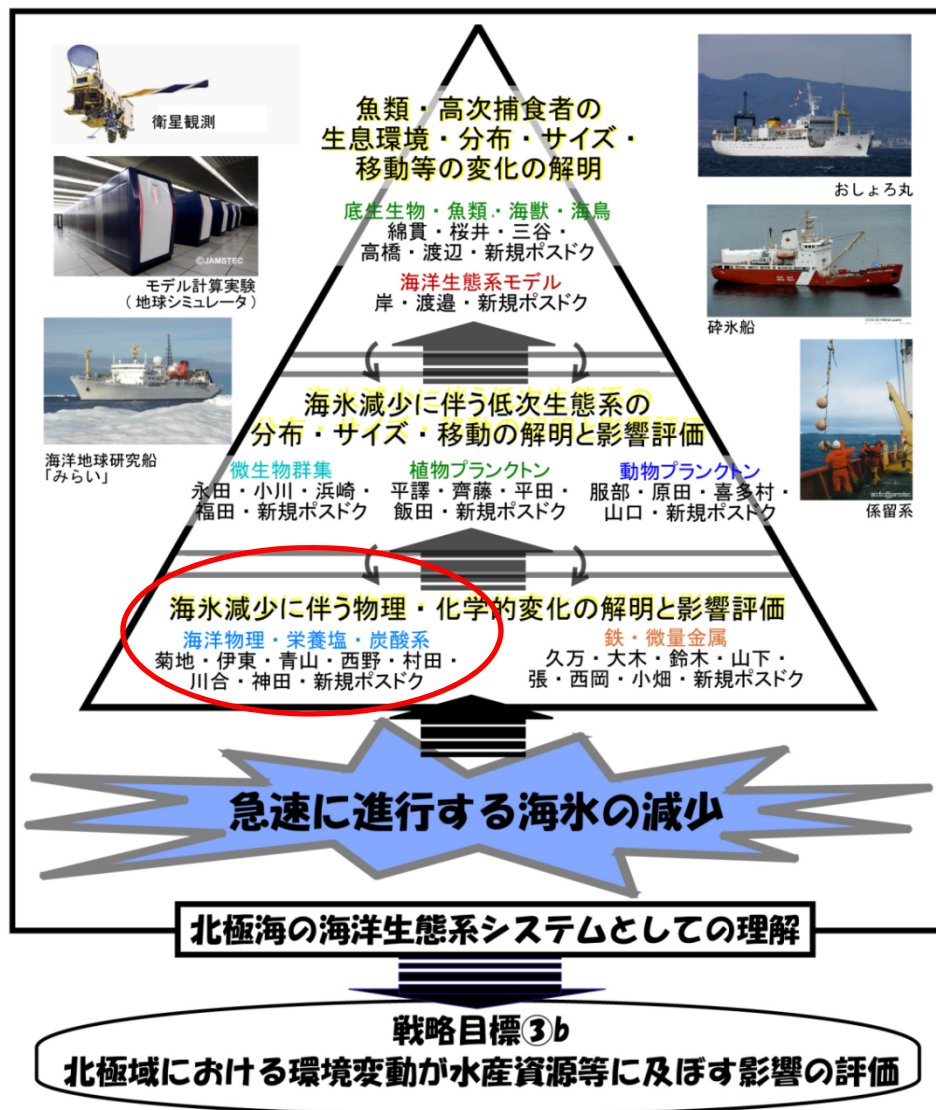 衛星観測
©JAMSTEC
モデル計算実験
（地球シミュレータ）
海洋地球研究船
「みらい」
魚類・高次捕食者の
生息環境・分布・サイズ・
移動等の変化の解明
底生生物・魚類・海獣・海鳥
綿貫・桜井・三谷・
高橋・渡辺・新規ポスドク
海洋生態系モデル
岸・渡邉・新規ポスドク
おしょろ丸
砕氷船
arctic@jamstec
係留系
海氷減少に伴う低次生態系の
分布・サイズ・移動の解明と影響評価
微生物群集
永田・小川・浜崎・
福田・新規ポスドク
植物プランクトン
平譯・齊藤・平田・
飯田・新規ポスドク
動物プランクトン
服部・原田・喜多村・
山口・新規ポスドク
海氷減少に伴う物理・化学的変化の解明と影響評価
海洋物理・栄養塩・炭酸系
菊地・伊東・青山・西野・村田・
川合・神田・新規ポスドク
鉄・微量金属
久万・大木・鈴木・山下・
張・西岡・小畑・新規ポスドク
急速に進行する海氷の減少
北極海の海洋生態系システムとしての理解
戦略目標③b
北極域における環境変動が水産資源等に及ぼす影響の評価